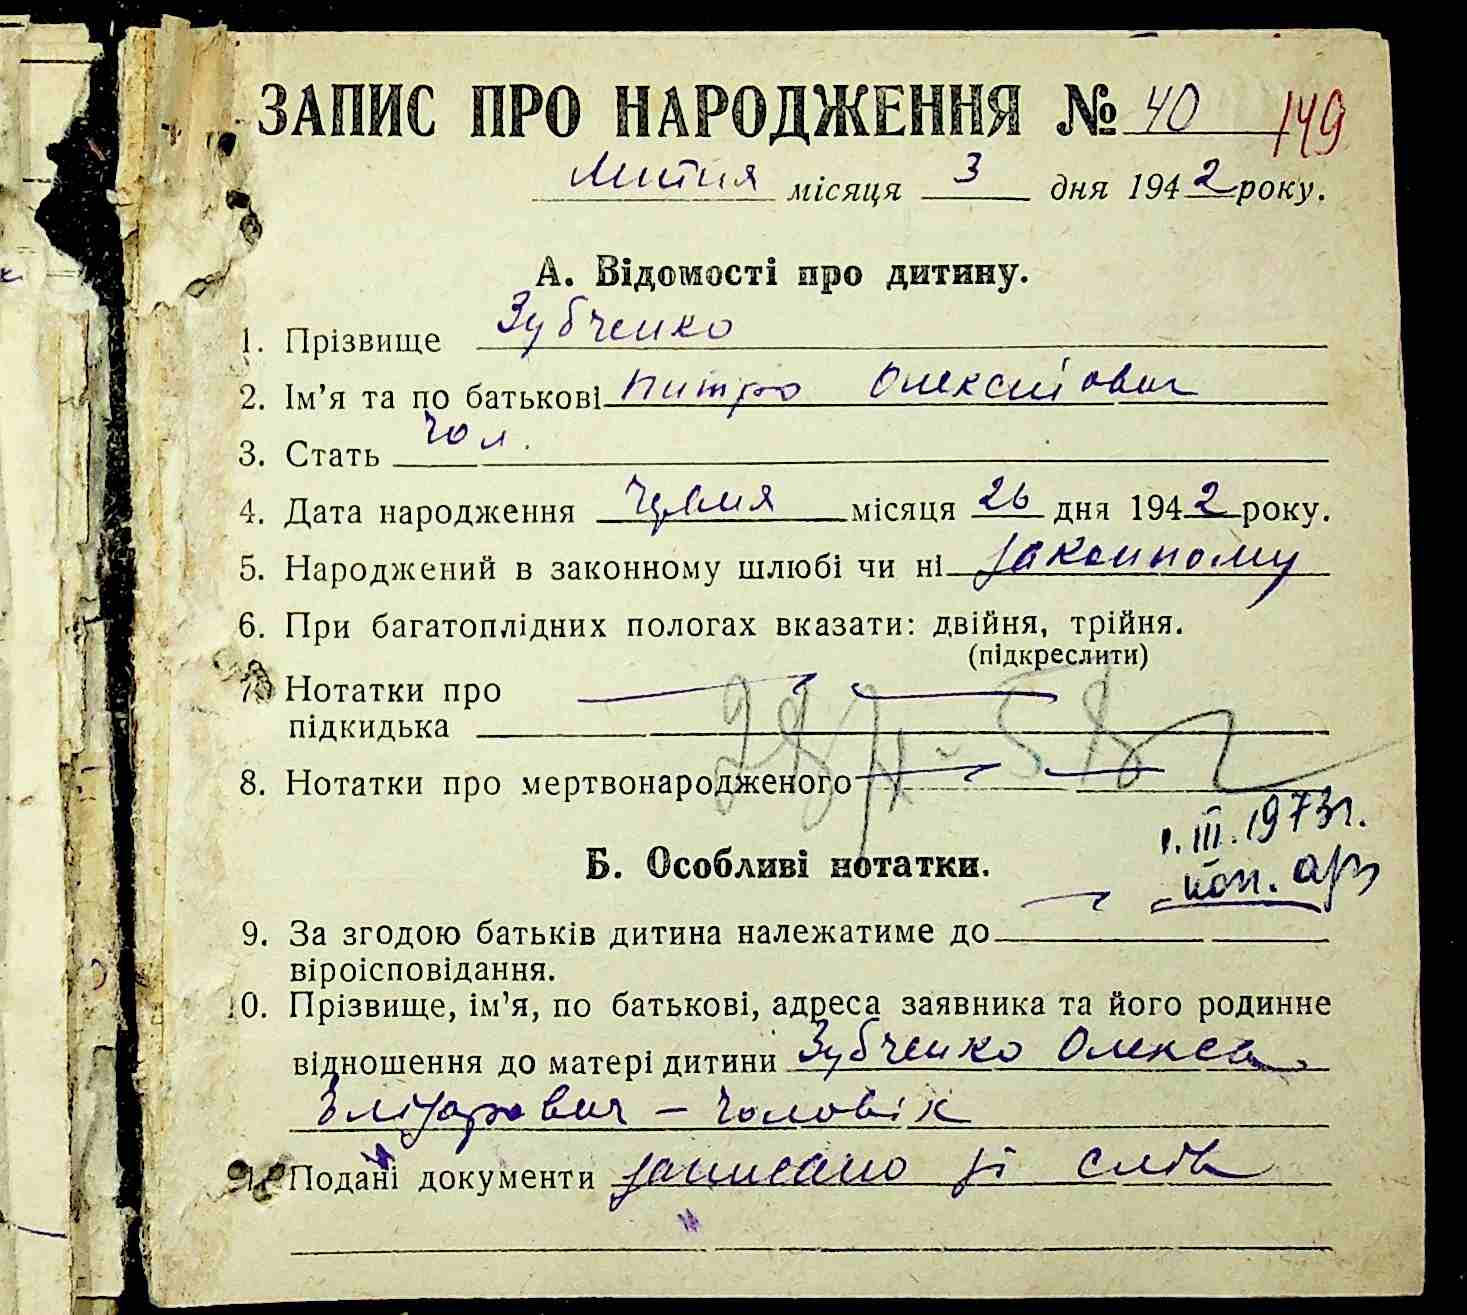 ЗАПИС ПРО НАРОДЖЕННЯ № 40 149
Липня місяця 3 дня 1942 року.
А. Відомості про дитину.
1. Прізвище Зубченко
2. Ім'я та по батькові Питро Олексійович
3. Стать Чол.
4. Дата народження Червня місяця 26 дня 1942 року.
5. Народжений в законному шлюбі чи ні законному
6. При багатоплідних пологах вказати: двійня, трійня.
(підкреслити)
7. Нотатки про
підкидька
8. Нотатки про мертвонародженого
1. III. 1973 г.
Б. Особливі нотатки.
9. За згодою батьків дитина належатиме до
віроісповідання.
10. Прізвище, ім'я, по батькові, адреса заявника та його родинне
відношення до матері дитини Зубченко Олекса
Элізарович - чоловік
11. Подані документи записано зі слів